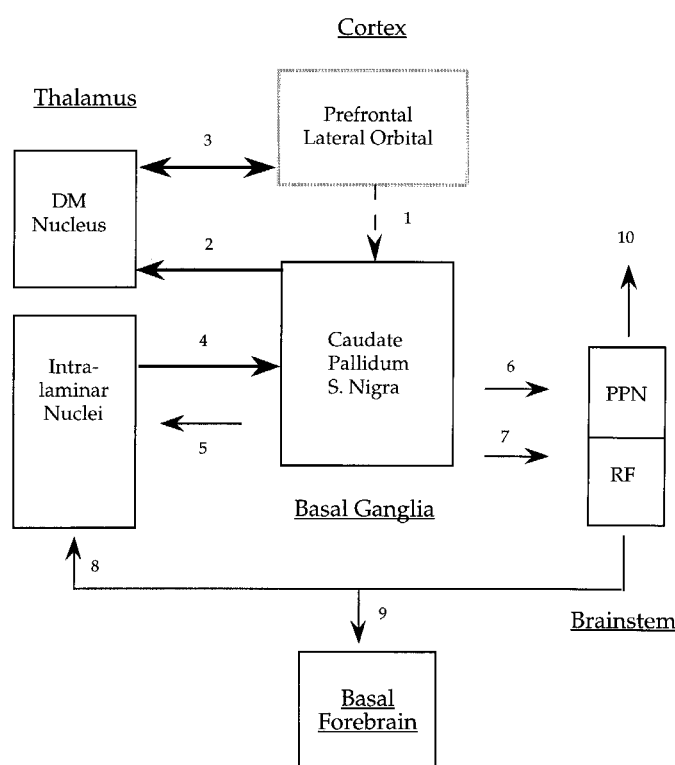 Cortex
Thalamus
Prefrontal
Lateral Orbital
3
DM
Nucleus
1
2
10
Intra-
laminar
Nuclei
4
Caudate
Pallidum
S. Nigra
6
PPN
5
7
RF
Basal Ganglia
8
9
Brainstem
Basal
Forebrain